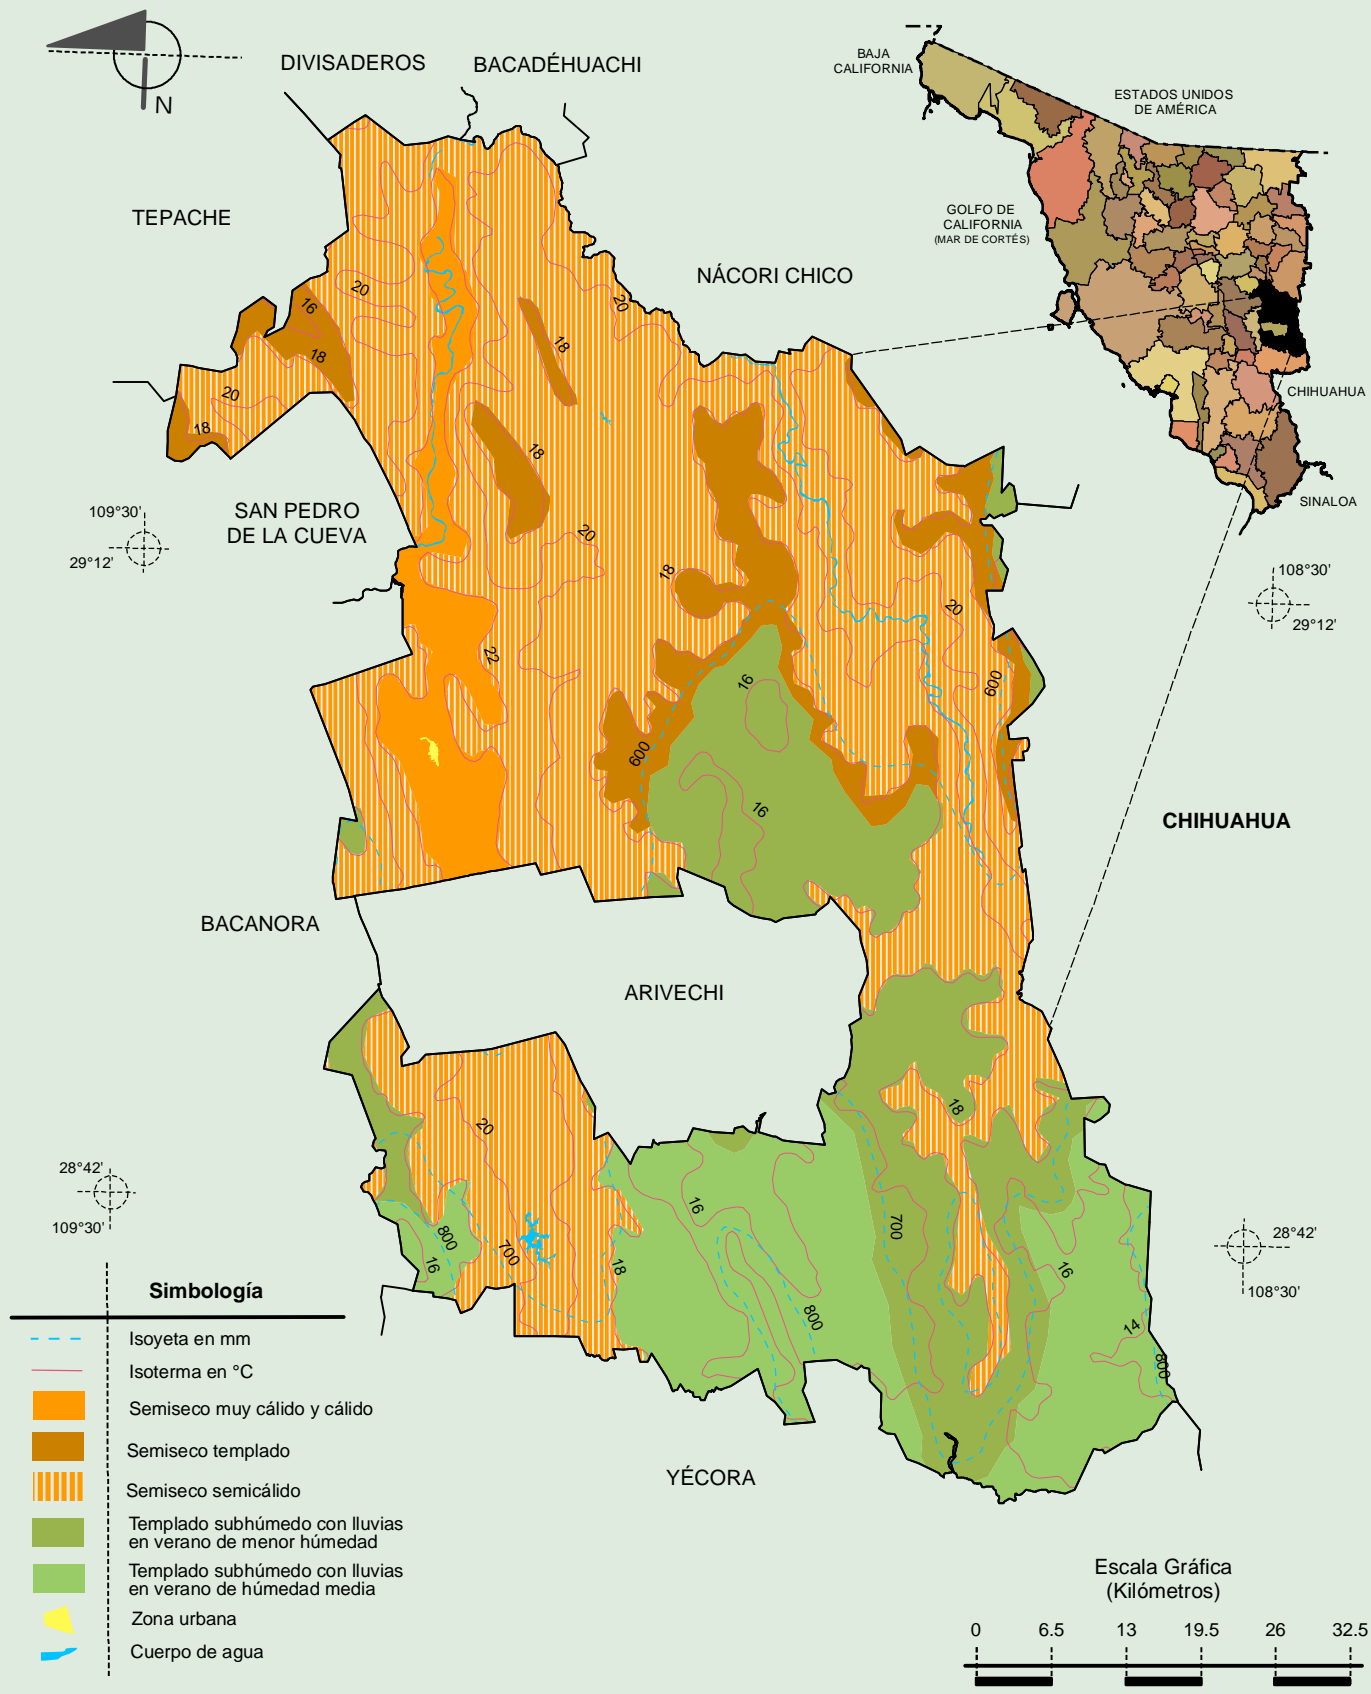 N
DIVISADEROS
BACADÉHUACHI
BAJA
CALIFORNIA
ESTADOS UNIDOS
DE AMÉRICA
TEPACHE
GOLFO DE
CALIFORNIA
(MAR DE CORTÉS)
NÁCORI CHICO
CHIHUAHUA
SINALOA
20
16
18
20
18
20
18
18
SAN PEDRO
DE LA CUEVA
109°30'
29°12'
20
18
108°30'
29°12'
20
22
16
600
600
16
CHIHUAHUA
BACANORA
ARIVECHI
18
20
28°42'
109°30'
16
800
700
16
18
700
16
800
14
800
28°42'
108°30'
YÉCORA
Simbología
Isoyeta en mm
Isoterma en °C
Semiseco muy cálido y cálido
Semiseco templado
Semiseco semicálido
Templado subhúmedo con lluvias
en verano de menor húmedad
Templado subhúmedo con lluvias
en verano de húmedad media
Zona urbana
Cuerpo de agua
Escala Gráfica
(Kilómetros)
0 6.5 13 19.5 26 32.5